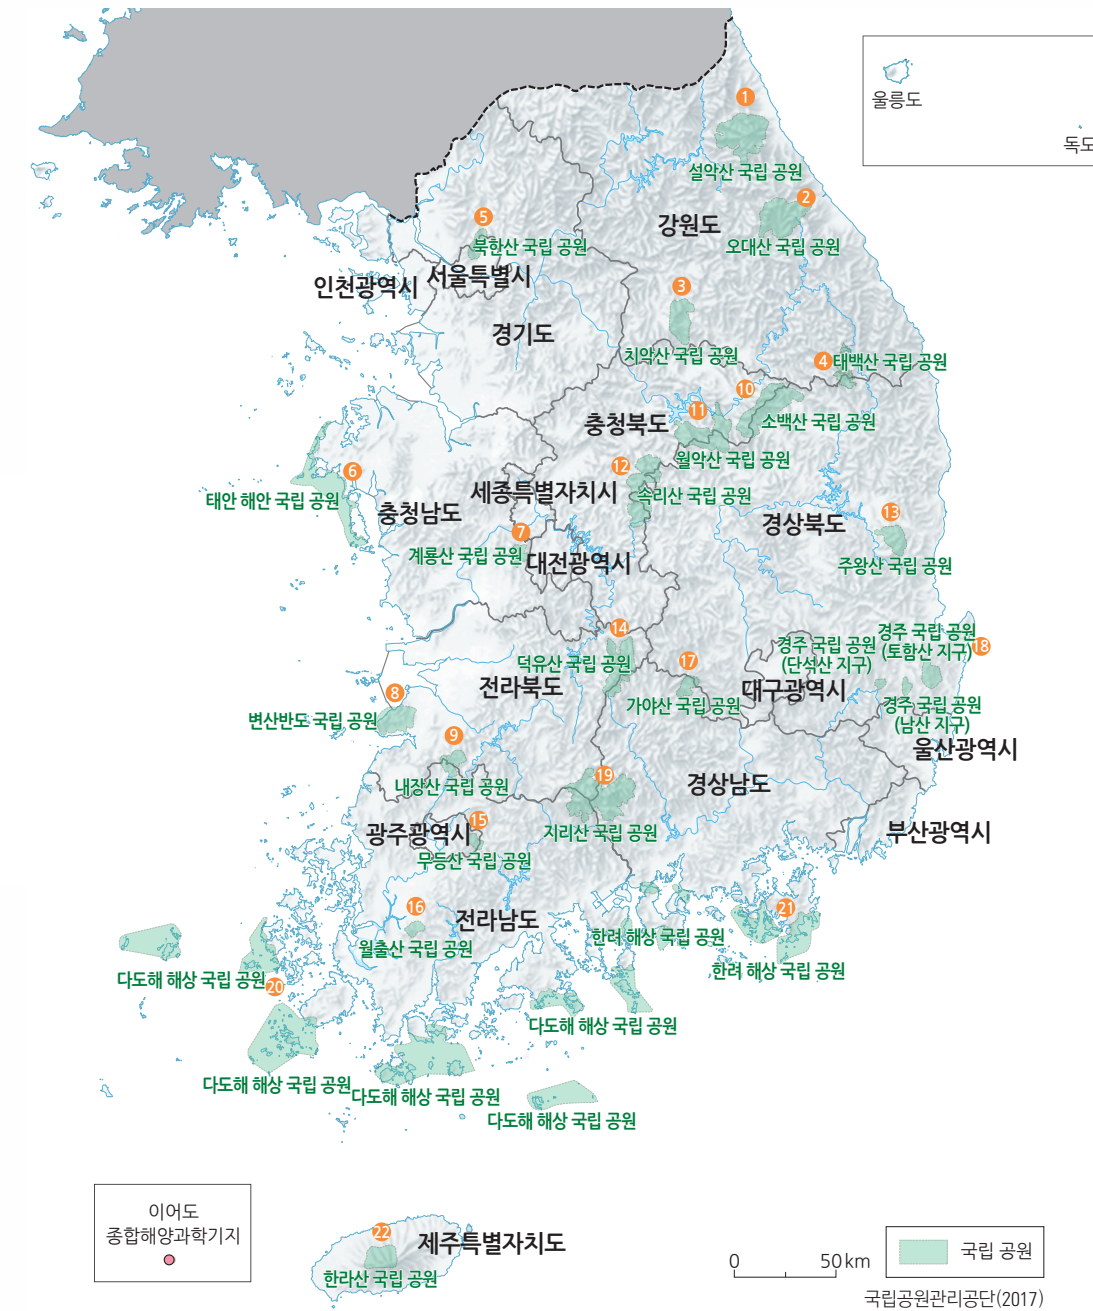 울릉도
독도
1
설악산 국립 공원
2
오대산 국립 공원
강원도
5
북한산 국립 공원
서울특별시
인천광역시
경기도
3
치악산 국립 공원
4
태백산 국립 공원
10
소백산 국립 공원
11
월악산 국립 공원
충청북도
12
속리산 국립 공원
6
태안 해안 국립 공원
충청남도
세종특별자치시
7
계룡산 국립 공원
대전광역시
경상북도
13
주왕산 국립 공원
14
덕유산 국립 공원
전라북도
17
가야산 국립 공원
경주 국립 공원
(단석산 지구)
경주 국립 공원
(토함산 지구)
18
대구광역시
경주 국립 공원
(남산 지구)
울산광역시
8
변산반도 국립 공원
9
내장산 국립 공원
19
지리산 국립 공원
경상남도
부산광역시
15
광주광역시
무등산 국립 공원
16
월출산 국립 공원
전라남도
한려 해상 국립 공원
21
한려 해상 국립 공원
다도해 해상 국립 공원
20
다도해 해상 국립 공원
다도해 해상 국립 공원
다도해 해상 국립 공원
다도해 해상 국립 공원
이어도
종합해양과학기지
22
제주특별자치도
한라산 국립 공원
0 50 km
국립 공원
국립공원관리공단(2017)